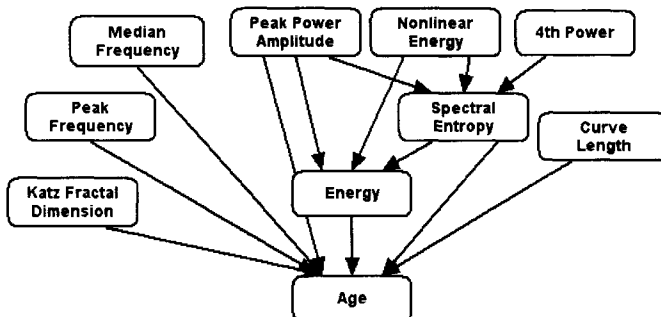 Median
Frequency
Peak Power
Amplitude
Nonlinear
Energy
4th Power
Peak
Frequency
Spectral
Entropy
Curve
Length
Katz Fractal
Dimension
Energy
Age